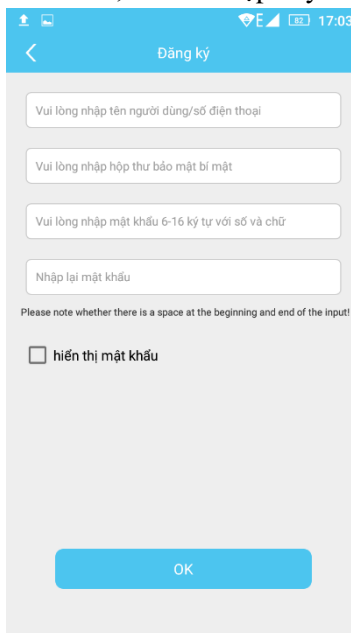 E 82 17:03
Đăng ký
Vui lòng nhập tên người dùng/số điện thoại
Vui lòng nhập hộp thư bảo mật bí mật
Vui lòng nhập mật khẩu 6-16 ký tự với số và chữ
Nhập lại mật khẩu
Please note whether there is a space at the beginning and end of the input!
hiển thị mật khẩu
OK